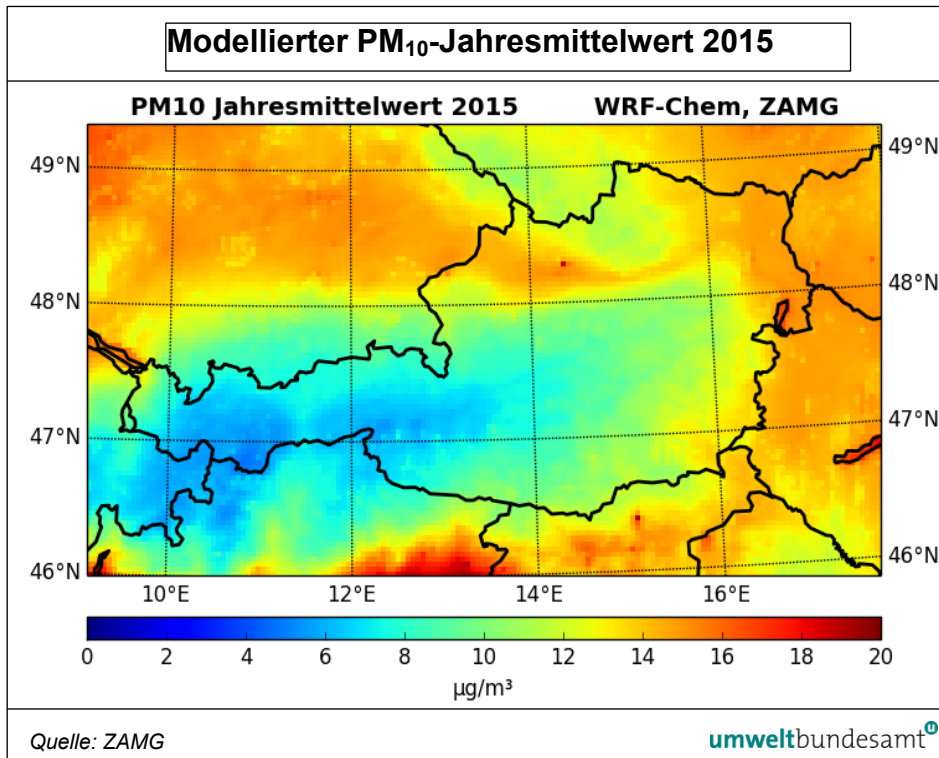 Modellierter PM₁₀-Jahresmittelwert 2015
PM10 Jahresmittelwert 2015 WRF-Chem, ZAMG
49°N 49°N
48°N 48°N
47°N 47°N
46°N 46°N
10°E 12°E 14°E 16°E
0 2 4 6 8 10 12 14 16 18 20
µg/m³
Quelle: ZAMG
umweltbundesamt ᵘ